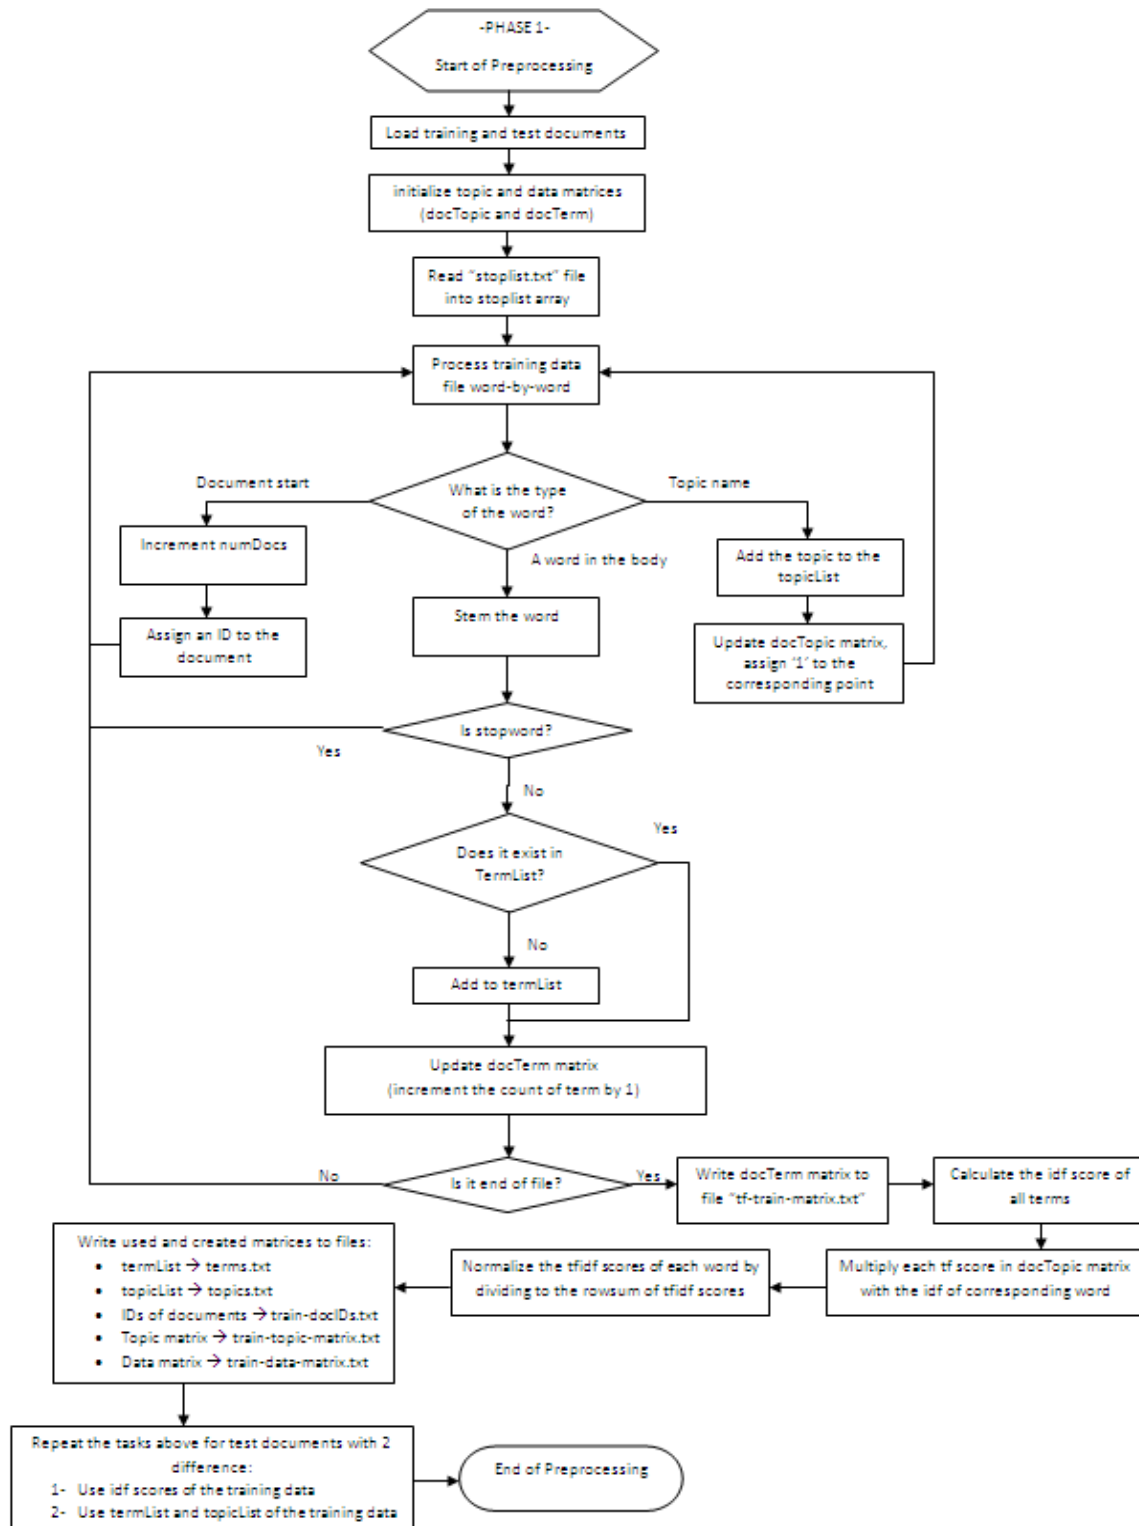 -PHASE 1-
Start of Preprocessing
Load training and test documents
initialize topic and data matrices
(docTopic and docTerm)
Read "stoplist.txt" file
into stoplist array
Process training data
file word-by-word
Document start
What is the type
of the word?
Topic name
Increment numDocs
A word in the body
Add the topic to the
topicList
Stem the word
Assign an ID to the
document
Update docTopic matrix,
assign '1' to the
corresponding point
Is stopword?
Yes
No
Yes
Does it exist in
TermList?
No
Add to termList
Update docTerm matrix
(increment the count of term by 1)
No
Is it end of file?
Yes
Write docTerm matrix to
file "tf-train-matrix.txt"
Calculate the idf score of
all terms
Write used and created matrices to files:
• termList → terms.txt
• topicList → topics.txt
• IDs of documents → train-docIDs.txt
• Topic matrix → train-topic-matrix.txt
• Data matrix → train-data-matrix.txt
Normalize the tfidf scores of each word by
dividing to the rowsum of tfidf scores
Multiply each tf score in docTopic matrix
with the idf of corresponding word
Repeat the tasks above for test documents with 2
difference:
1- Use idf scores of the training data
2- Use termList and topicList of the training data
End of Preprocessing